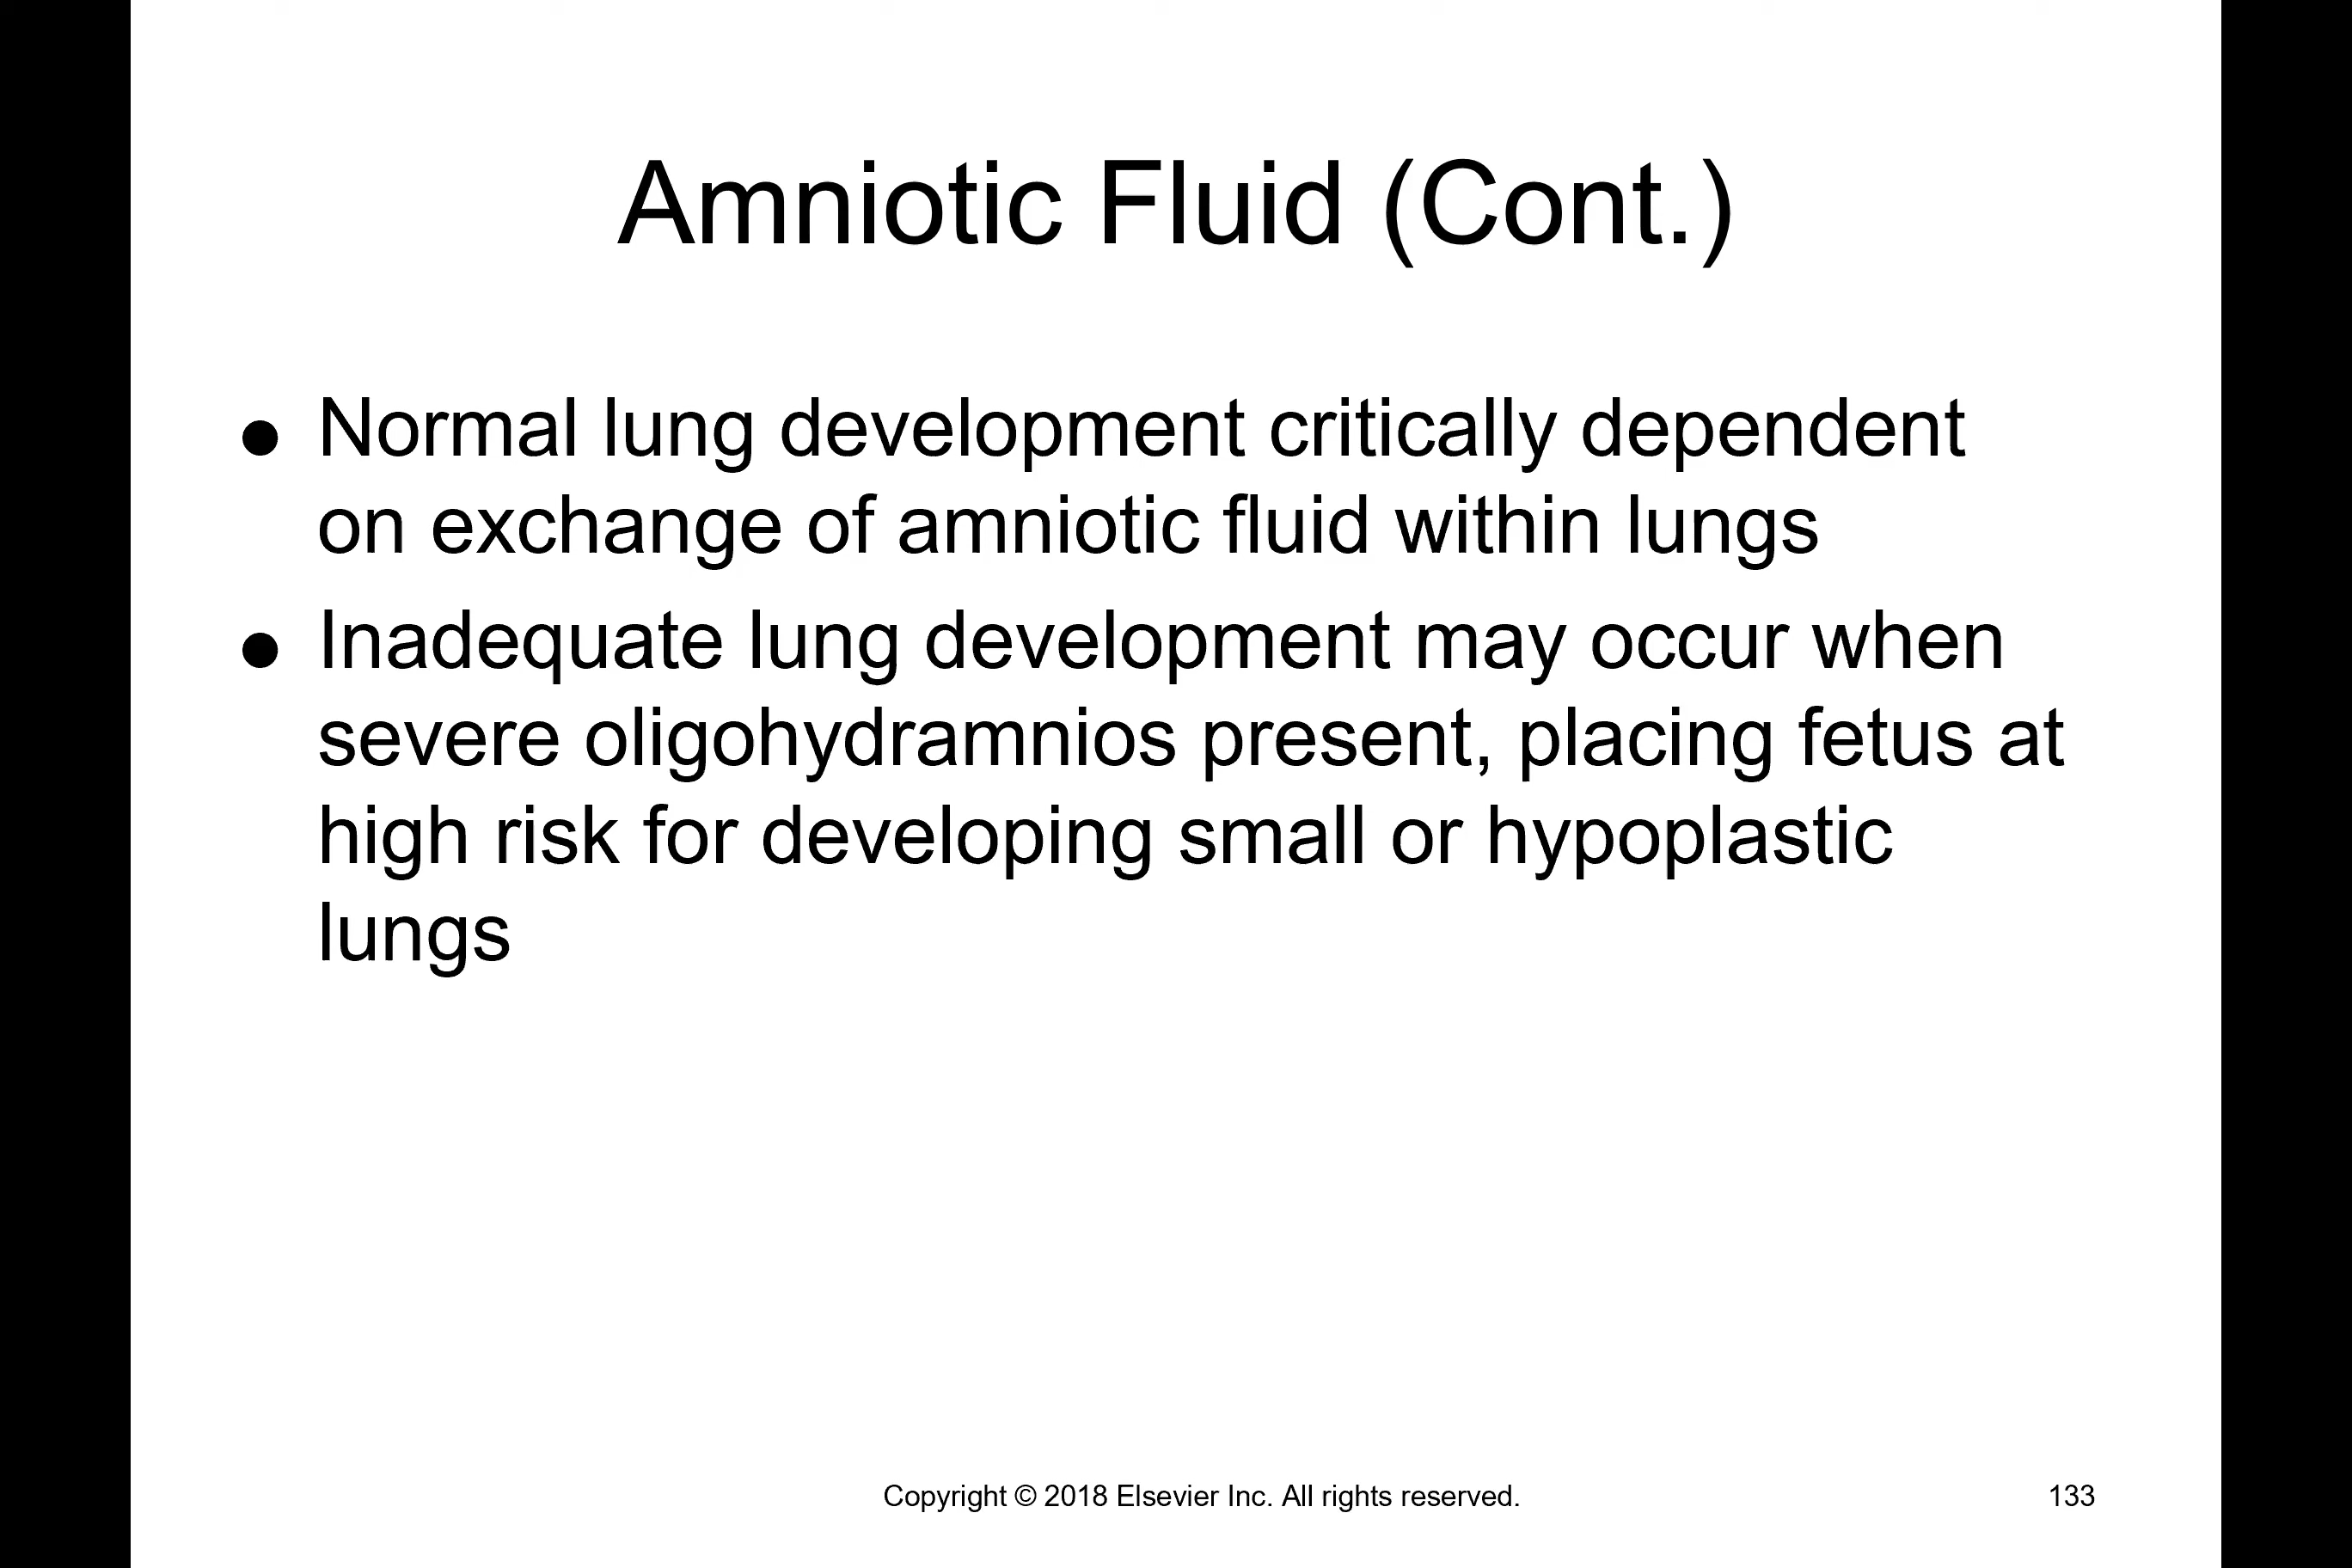 Amniotic Fluid (Cont.)
● Normal lung development critically dependent
on exchange of amniotic fluid within lungs
● Inadequate lung development may occur when
severe oligohydramnios present, placing fetus at
high risk for developing small or hypoplastic
lungs
Copyright © 2018 Elsevier Inc. All rights reserved.
133